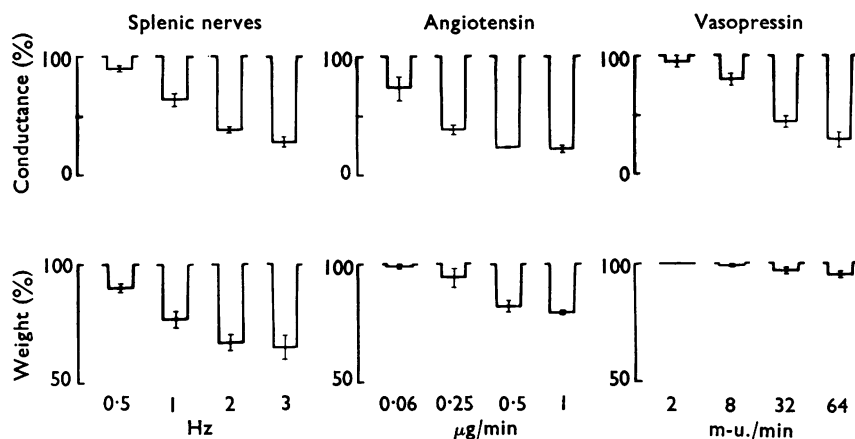 Splenic nerves Angiotensin Vasopressin
Conductance (%)
100 100 100
0 0 0
Weight (%)
100 100 100
50 50 50
0·5 1 2 3 0·06 0·25 0·5 1 2 8 32 64
Hz μg/min m-u./min